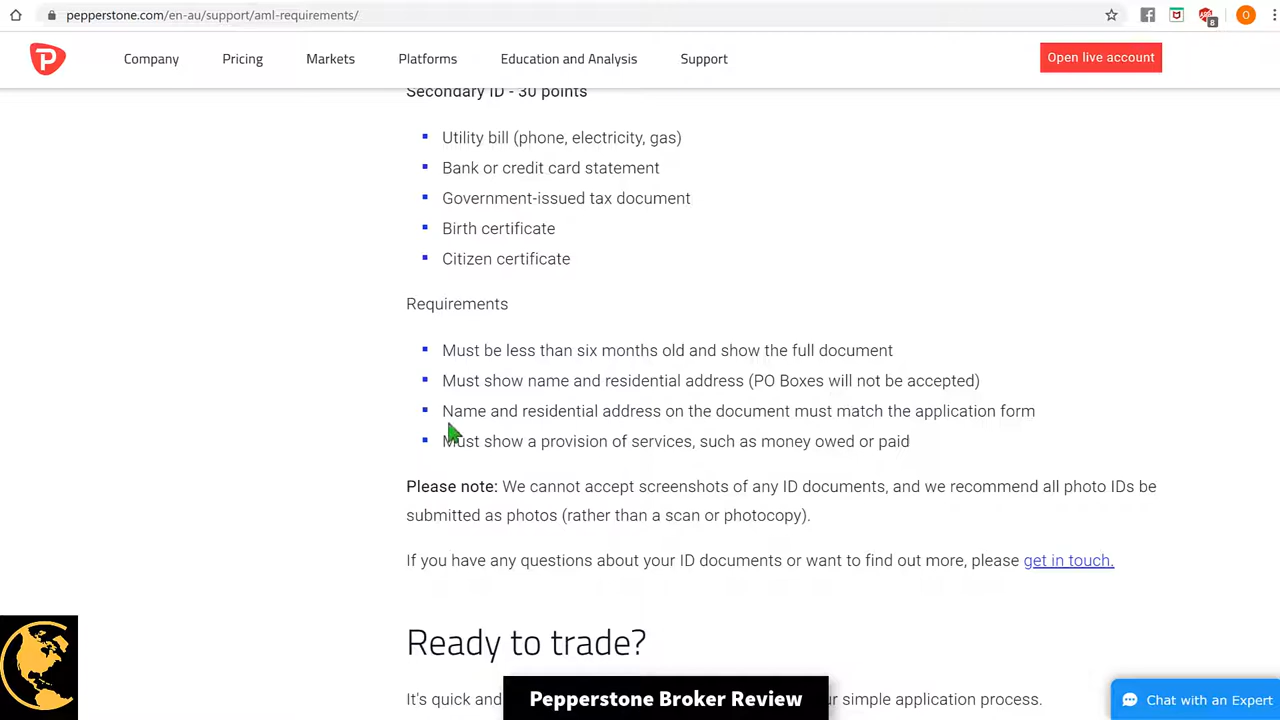 pepperstone.com/en-au/support/aml-requirements/
8
O
P
Company
Pricing
Markets
Platforms
Education and Analysis
Support
Open live account
Secondary ID - 30 points
Utility bill (phone, electricity, gas)
Bank or credit card statement
Government-issued tax document
Birth certificate
Citizen certificate
Requirements
Must be less than six months old and show the full document
Must show name and residential address (PO Boxes will not be accepted)
Name and residential address on the document must match the application form
Must show a provision of services, such as money owed or paid
Please note: We cannot accept screenshots of any ID documents, and we recommend all photo IDs be
submitted as photos (rather than a scan or photocopy).
If you have any questions about your ID documents or want to find out more, please get in touch.
Ready to trade?
It's quick and
r simple application process.
Pepperstone Broker Review
Chat with an Expert